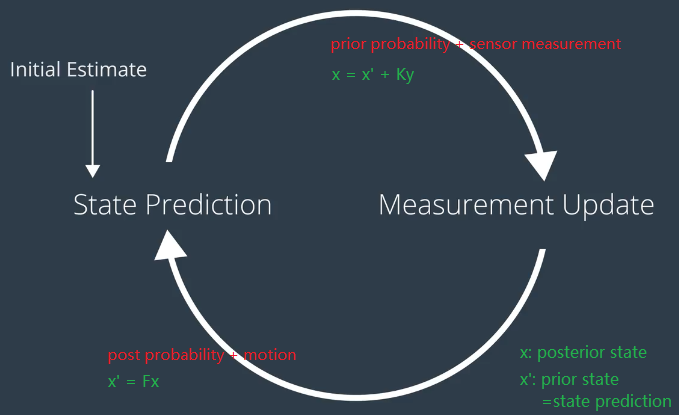 prior probability + sensor measurement
Initial Estimate
x = x' + Ky
State Prediction
Measurement Update
post probability + motion
x' = Fx
x: posterior state
x': prior state
=state prediction